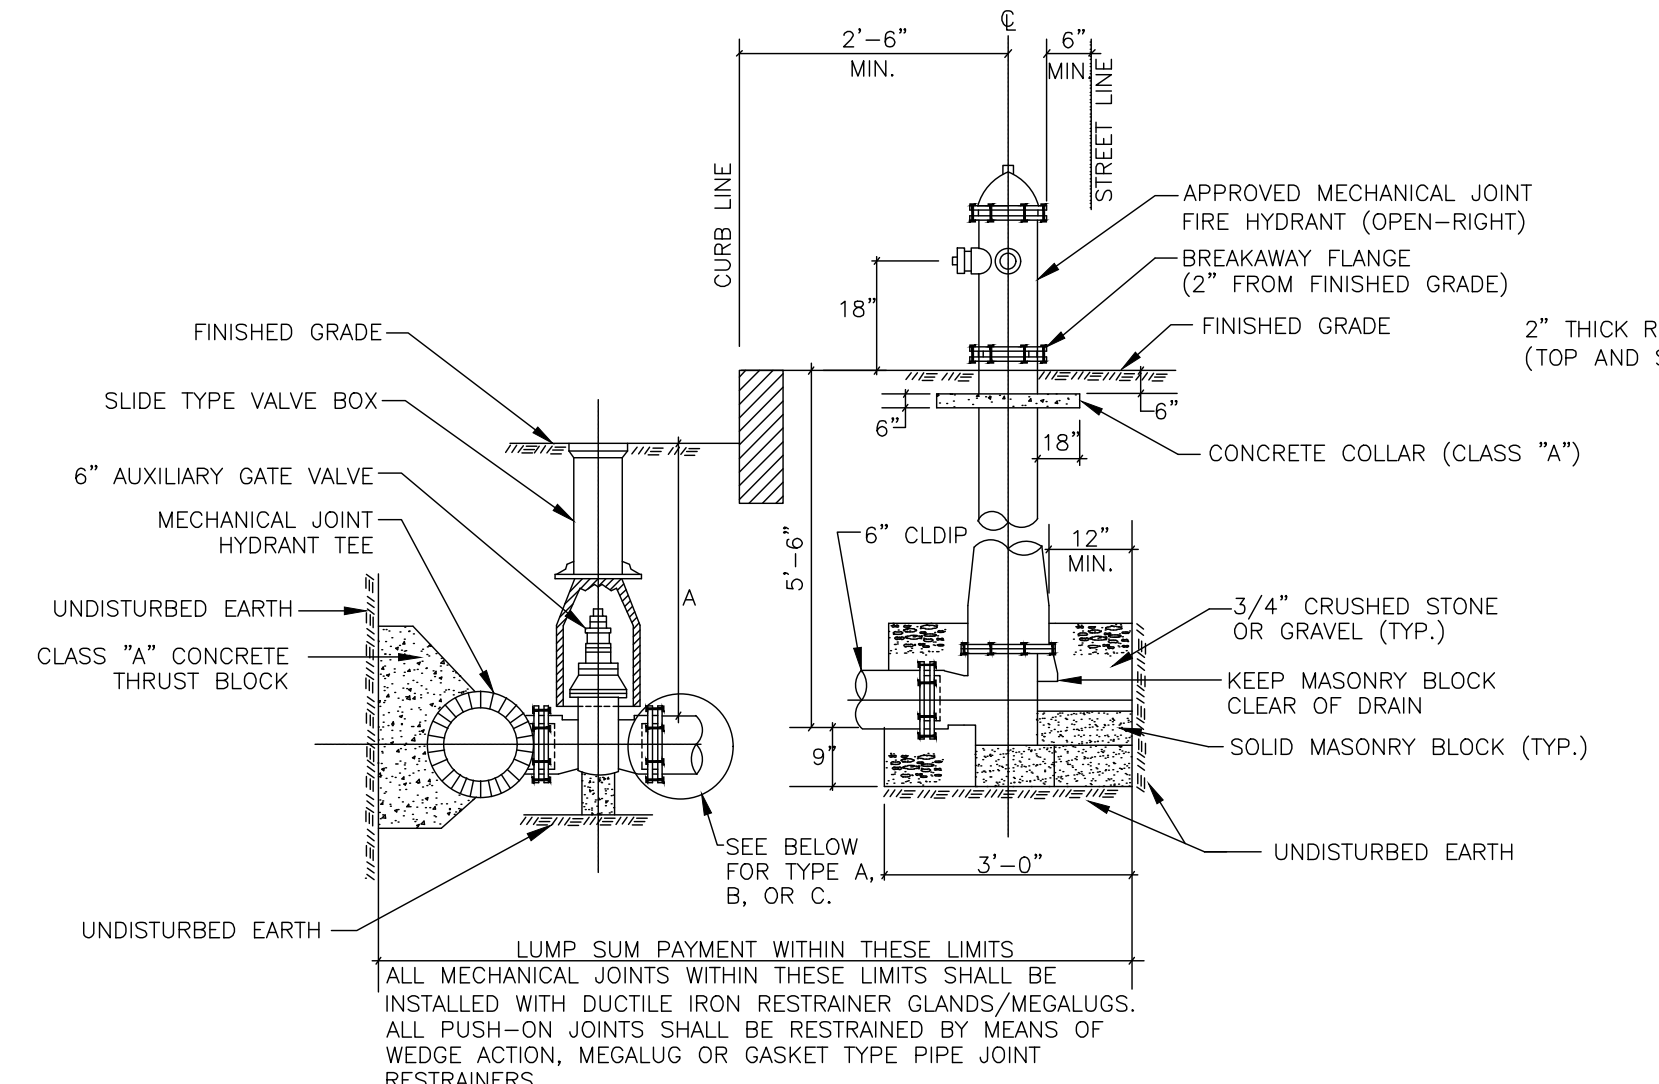 ℄
2'-6"
MIN.
6"
MIN.
STREET LINE
CURB LINE
APPROVED MECHANICAL JOINT
FIRE HYDRANT (OPEN-RIGHT)
BREAKAWAY FLANGE
(2" FROM FINISHED GRADE)
18"
FINISHED GRADE
FINISHED GRADE
2" THICK R
(TOP AND S
SLIDE TYPE VALVE BOX
6"
6"
18"
CONCRETE COLLAR (CLASS "A")
6" AUXILIARY GATE VALVE
MECHANICAL JOINT
HYDRANT TEE
6" CLDIP
12"
MIN.
5'-6"
A
UNDISTURBED EARTH
3/4" CRUSHED STONE
OR GRAVEL (TYP.)
CLASS "A" CONCRETE
THRUST BLOCK
KEEP MASONRY BLOCK
CLEAR OF DRAIN
SOLID MASONRY BLOCK (TYP.)
9"
SEE BELOW
FOR TYPE A,
B, OR C.
3'-0"
UNDISTURBED EARTH
UNDISTURBED EARTH
LUMP SUM PAYMENT WITHIN THESE LIMITS
ALL MECHANICAL JOINTS WITHIN THESE LIMITS SHALL BE
INSTALLED WITH DUCTILE IRON RESTRAINER GLANDS/MEGALUGS.
ALL PUSH-ON JOINTS SHALL BE RESTRAINED BY MEANS OF
WEDGE ACTION, MEGALUG OR GASKET TYPE PIPE JOINT
RESTRAINERS